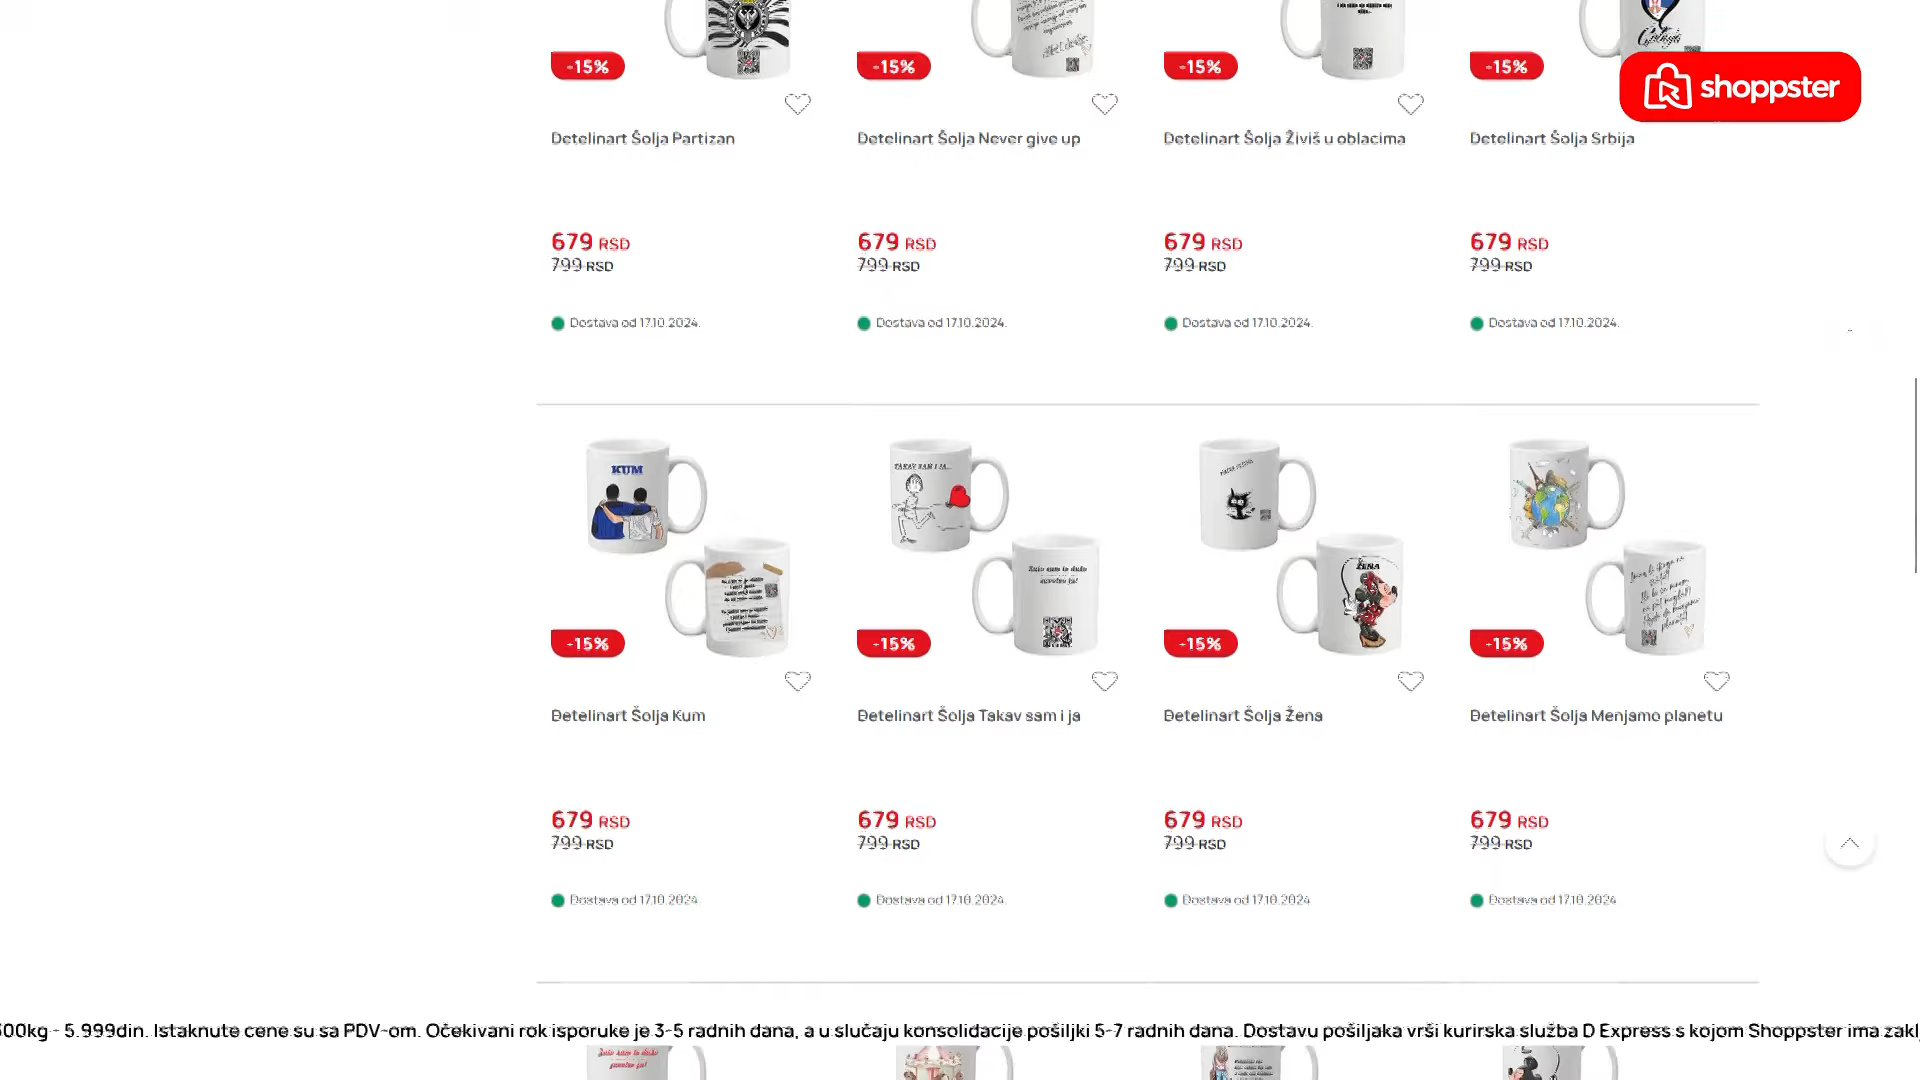 -15%
-15%
-15%
-15%
shoppster
Detelinart Šolja Partizan
Detelinart Šolja Never give up
Detelinart Šolja Živiš u oblacima
Detelinart Šolja Srbija
679 RSD
679 RSD
679 RSD
679 RSD
799 RSD
799 RSD
799 RSD
799 RSD
Dostava od 17.10.2024.
Dostava od 17.10.2024.
Dostava od 17.10.2024.
Dostava od 17.10.2024.
KUM
TAKAV SAM I JA...
ŽENA
-15%
-15%
-15%
-15%
Detelinart Šolja Kum
Detelinart Šolja Takav sam i ja
Detelinart Šolja Žena
Detelinart Šolja Menjamo planetu
679 RSD
679 RSD
679 RSD
679 RSD
799 RSD
799 RSD
799 RSD
799 RSD
Dostava od 17.10.2024.
Dostava od 17.10.2024.
Dostava od 17.10.2024.
Dostava od 17.10.2024.
500kg - 5.999din. Istaknute cene su sa PDV-om. Očekivani rok isporuke je 3-5 radnih dana, a u slučaju konsolidacije pošiljki 5-7 radnih dana. Dostavu pošiljaka vrši kurirska služba D Express s kojom Shoppster ima zaklj